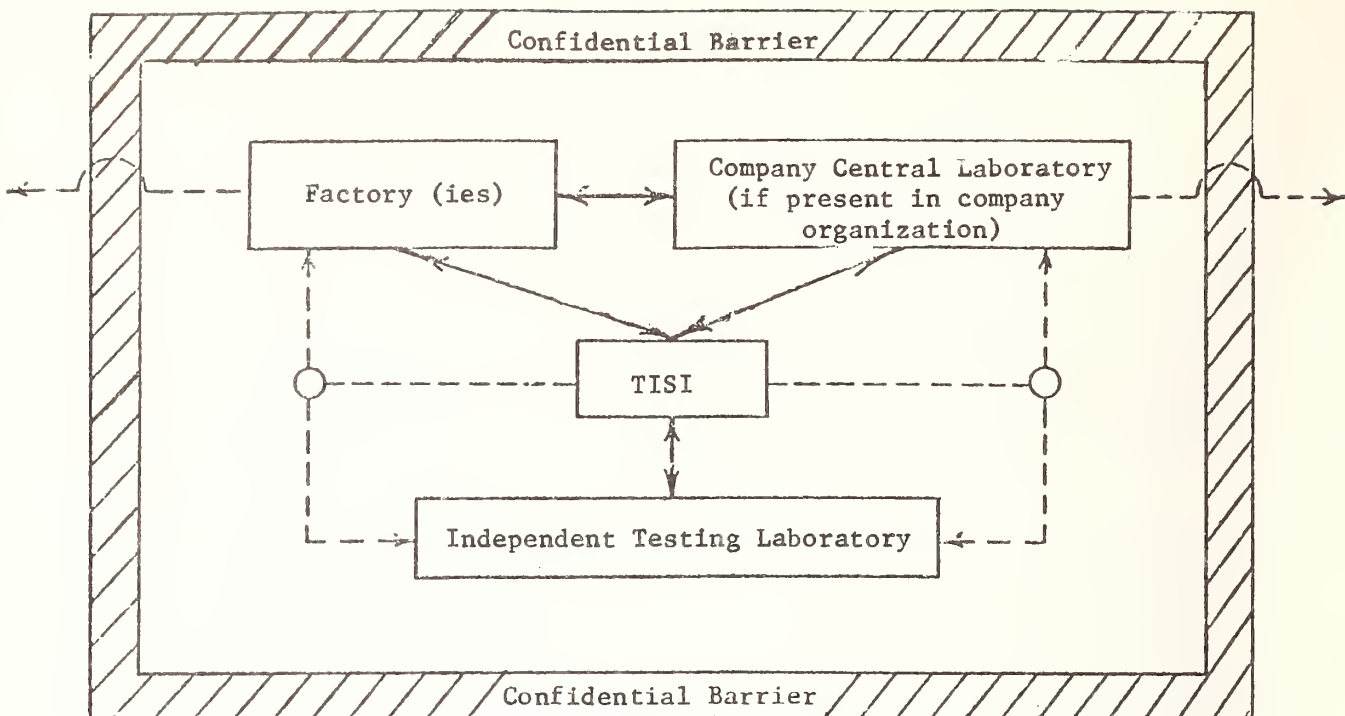 Confidential Barrier
Factory (ies)
Company Central Laboratory
(if present in company
organization)
TISI
Independent Testing Laboratory
Confidential Barrier